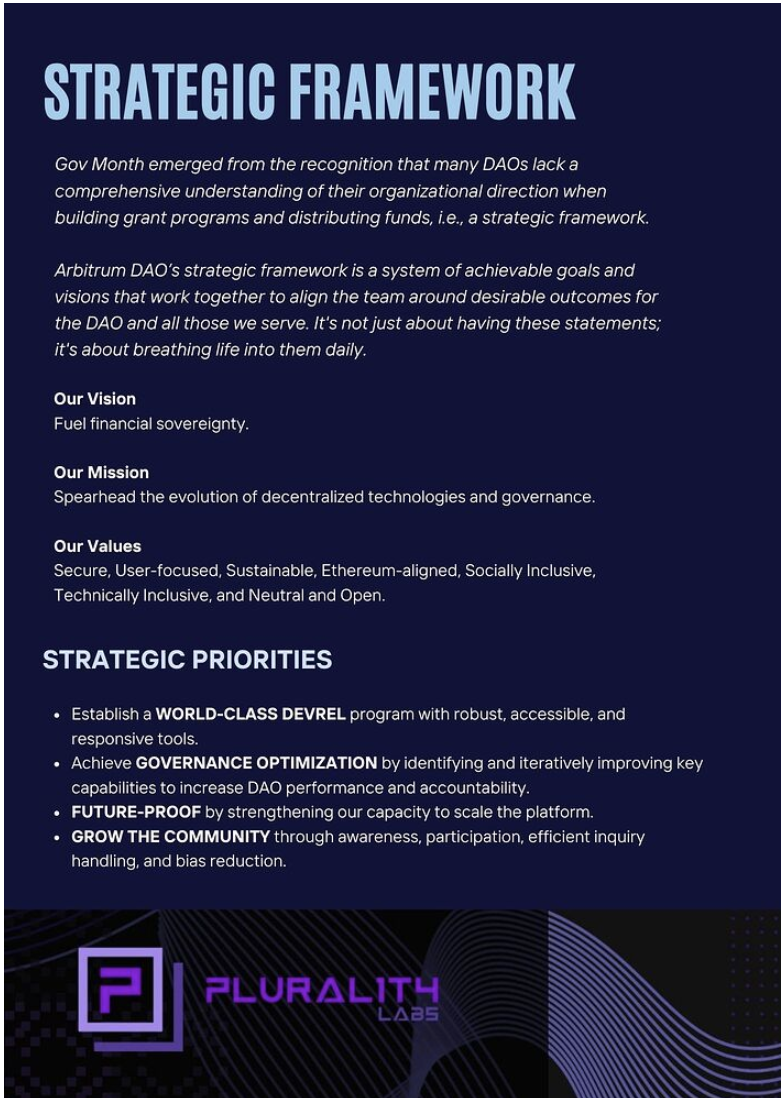 STRATEGIC FRAMEWORK
Gov Month emerged from the recognition that many DAOs lack a
comprehensive understanding of their organizational direction when
building grant programs and distributing funds, i.e., a strategic framework.
Arbitrum DAO's strategic framework is a system of achievable goals and
visions that work together to align the team around desirable outcomes for
the DAO and all those we serve. It's not just about having these statements;
it's about breathing life into them daily.
Our Vision
Fuel financial sovereignty.
Our Mission
Spearhead the evolution of decentralized technologies and governance.
Our Values
Secure, User-focused, Sustainable, Ethereum-aligned, Socially Inclusive,
Technically Inclusive, and Neutral and Open.
STRATEGIC PRIORITIES
• Establish a WORLD-CLASS DEVREL program with robust, accessible, and
responsive tools.
• Achieve GOVERNANCE OPTIMIZATION by identifying and iteratively improving key
capabilities to increase DAO performance and accountability.
• FUTURE-PROOF by strengthening our capacity to scale the platform.
• GROW THE COMMUNITY through awareness, participation, efficient inquiry
handling, and bias reduction.
P PLURAL1T4
LABS